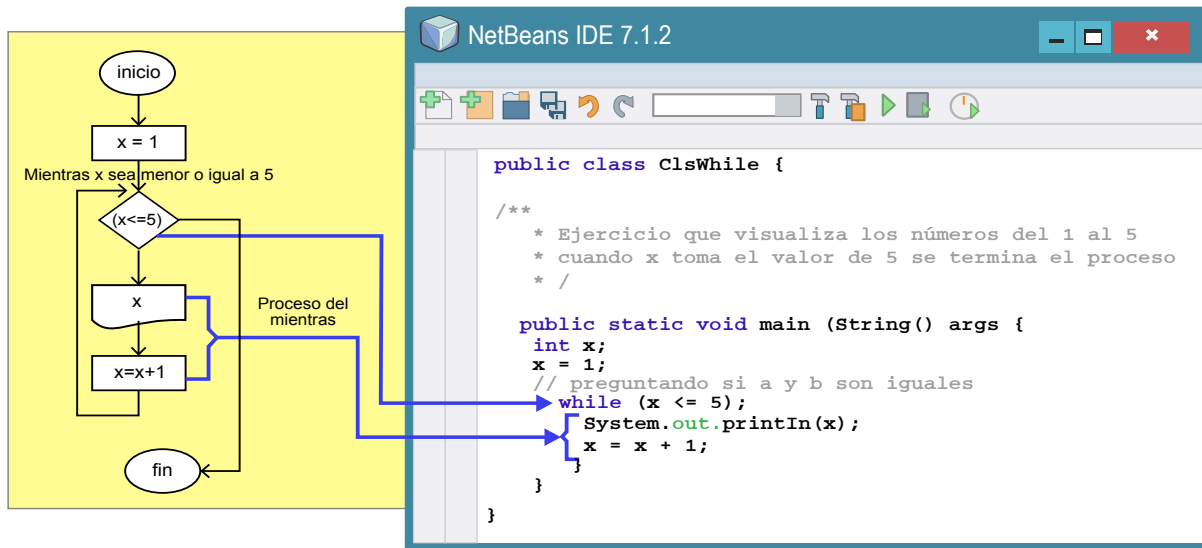 NetBeans IDE 7.1.2
inicio
x = 1
Mientras x sea menor o igual a 5
(x<=5)
x
Proceso del
mientras
x=x+1
fin
public class ClsWhile {
/**
* Ejercicio que visualiza los números del 1 al 5
* cuando x toma el valor de 5 se termina el proceso
* /
public static void main (String() args {
int x;
x = 1;
// preguntando si a y b son iguales
while (x <= 5);
System.out.printIn(x);
x = x + 1;
}
}
}